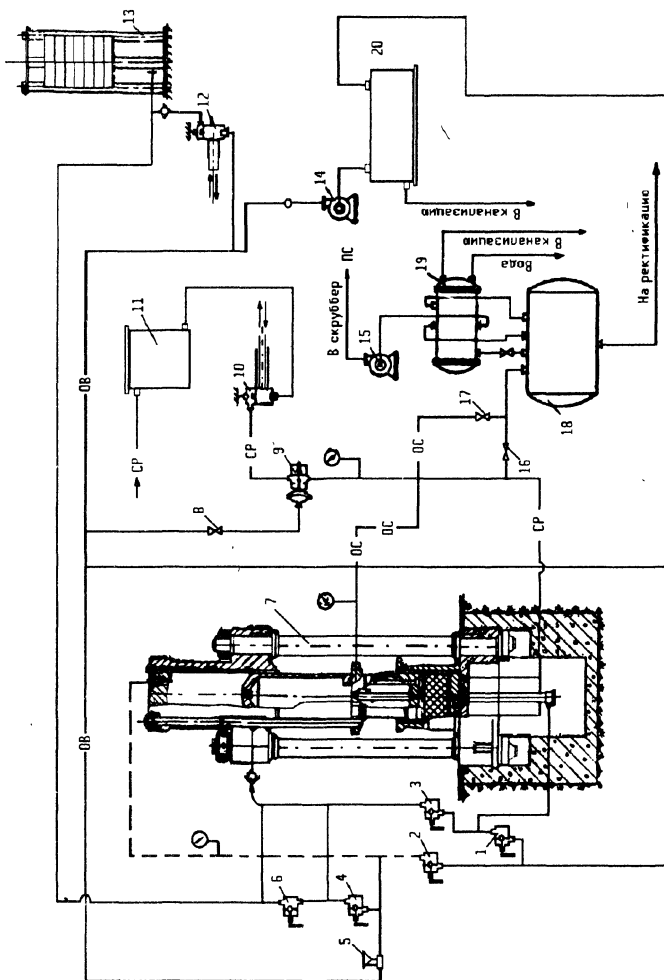 13
12
20
14
В канализацию
11
ОВ
СР
10
СР
9
В скруббер
ПС
15
19
В канализацию
Вода
На ректификацию
18
17
16
ОС
ОС
ОС
В
СР
7
ОВ
3
2
1
6
4
5